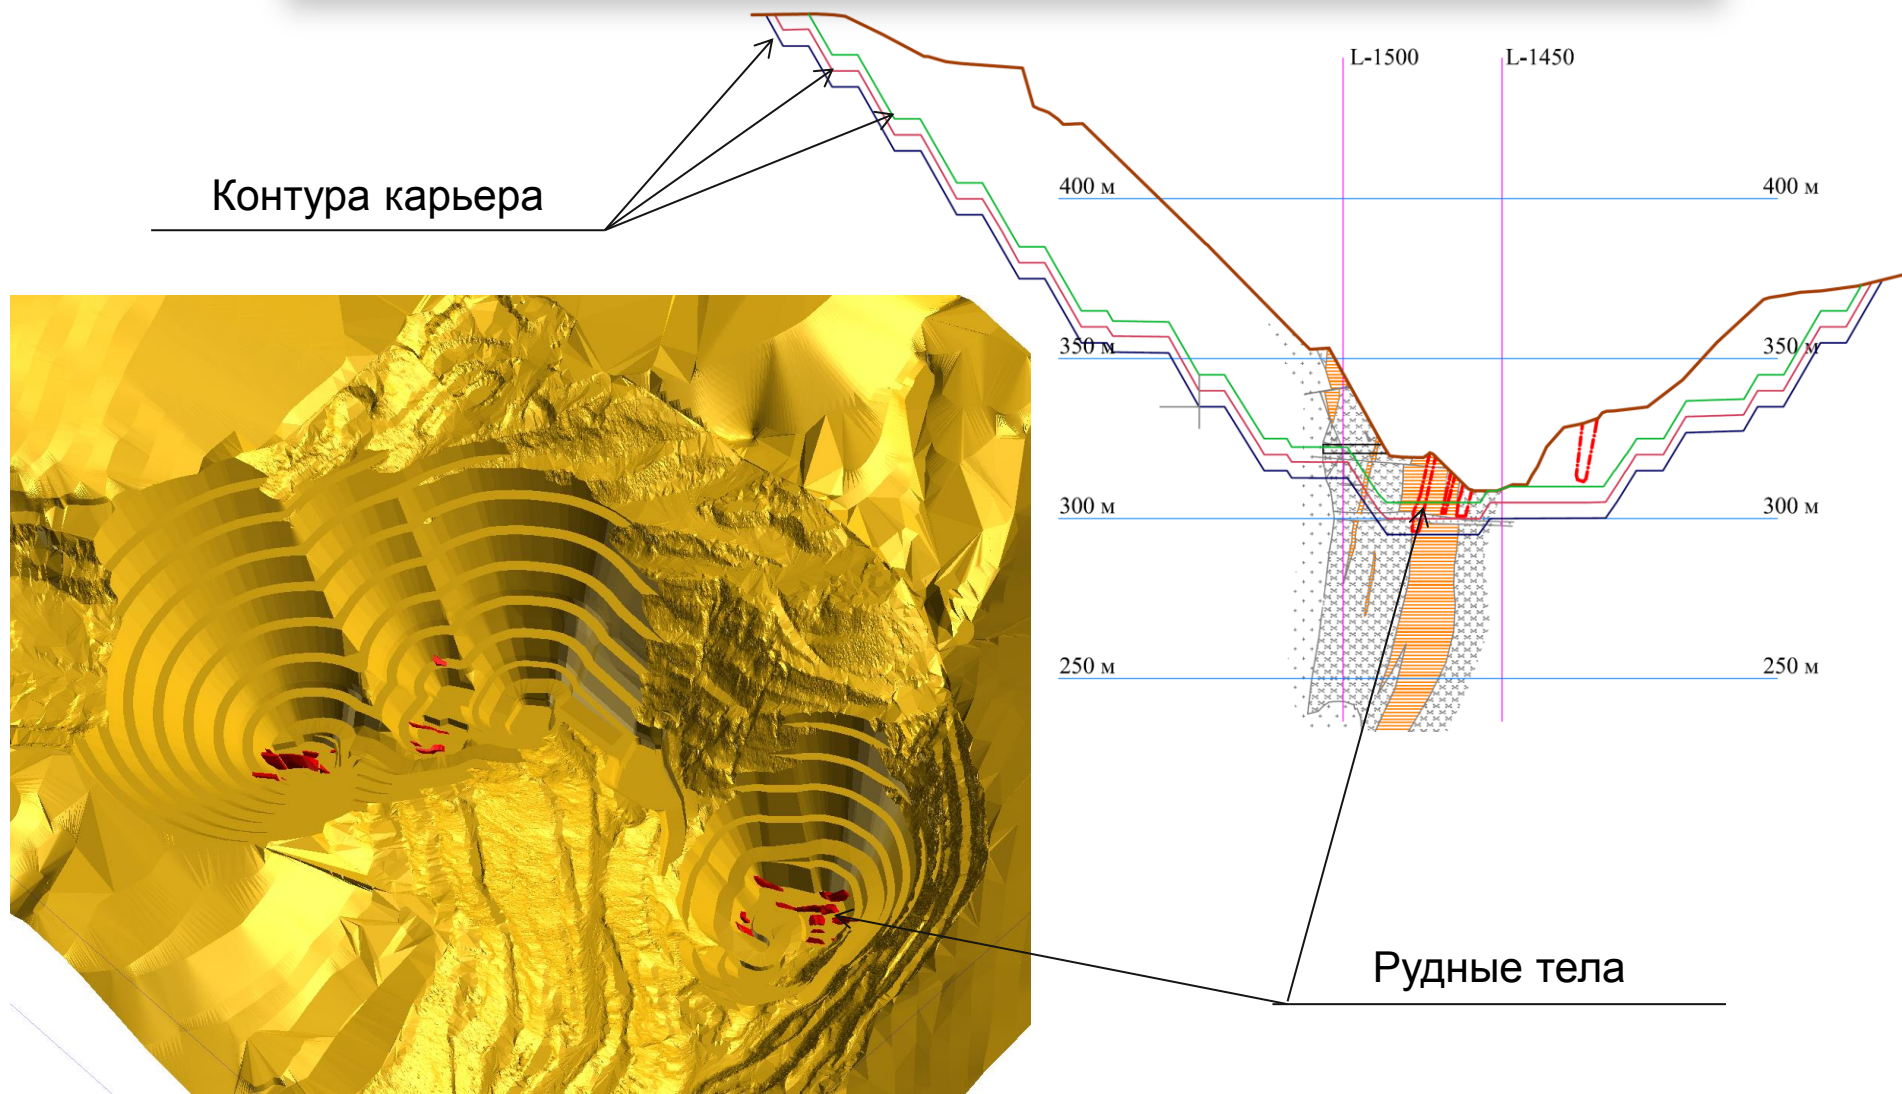 L-1500
L-1450
400 м
400 м
Контура карьера
350 м
350 м
300 м
300 м
250 м
250 м
Рудные тела